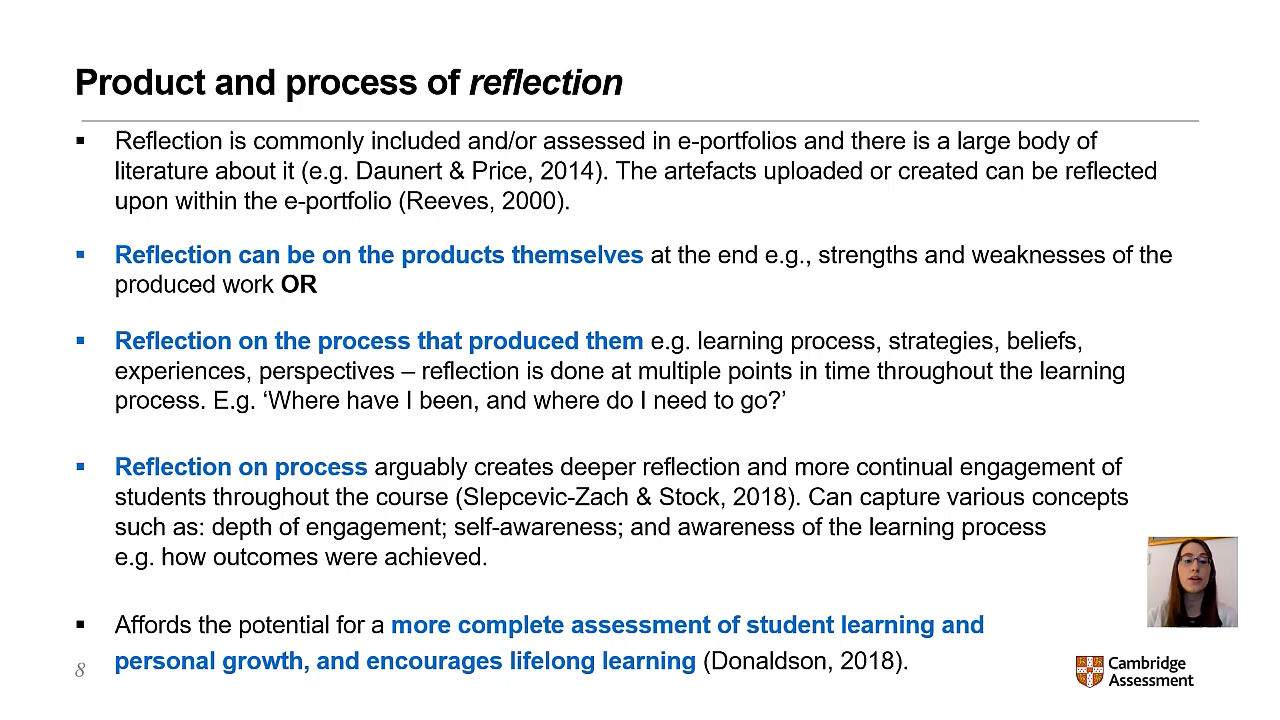 Product and process of reflection
▪ Reflection is commonly included and/or assessed in e-portfolios and there is a large body of
literature about it (e.g. Daunert & Price, 2014). The artefacts uploaded or created can be reflected
upon within the e-portfolio (Reeves, 2000).
▪ Reflection can be on the products themselves at the end e.g., strengths and weaknesses of the
produced work OR
▪ Reflection on the process that produced them e.g. learning process, strategies, beliefs,
experiences, perspectives – reflection is done at multiple points in time throughout the learning
process. E.g. ‘Where have I been, and where do I need to go?’
▪ Reflection on process arguably creates deeper reflection and more continual engagement of
students throughout the course (Slepcevic-Zach & Stock, 2018). Can capture various concepts
such as: depth of engagement; self-awareness; and awareness of the learning process
e.g. how outcomes were achieved.
▪ Affords the potential for a more complete assessment of student learning and
personal growth, and encourages lifelong learning (Donaldson, 2018).
8
Cambridge
Assessment